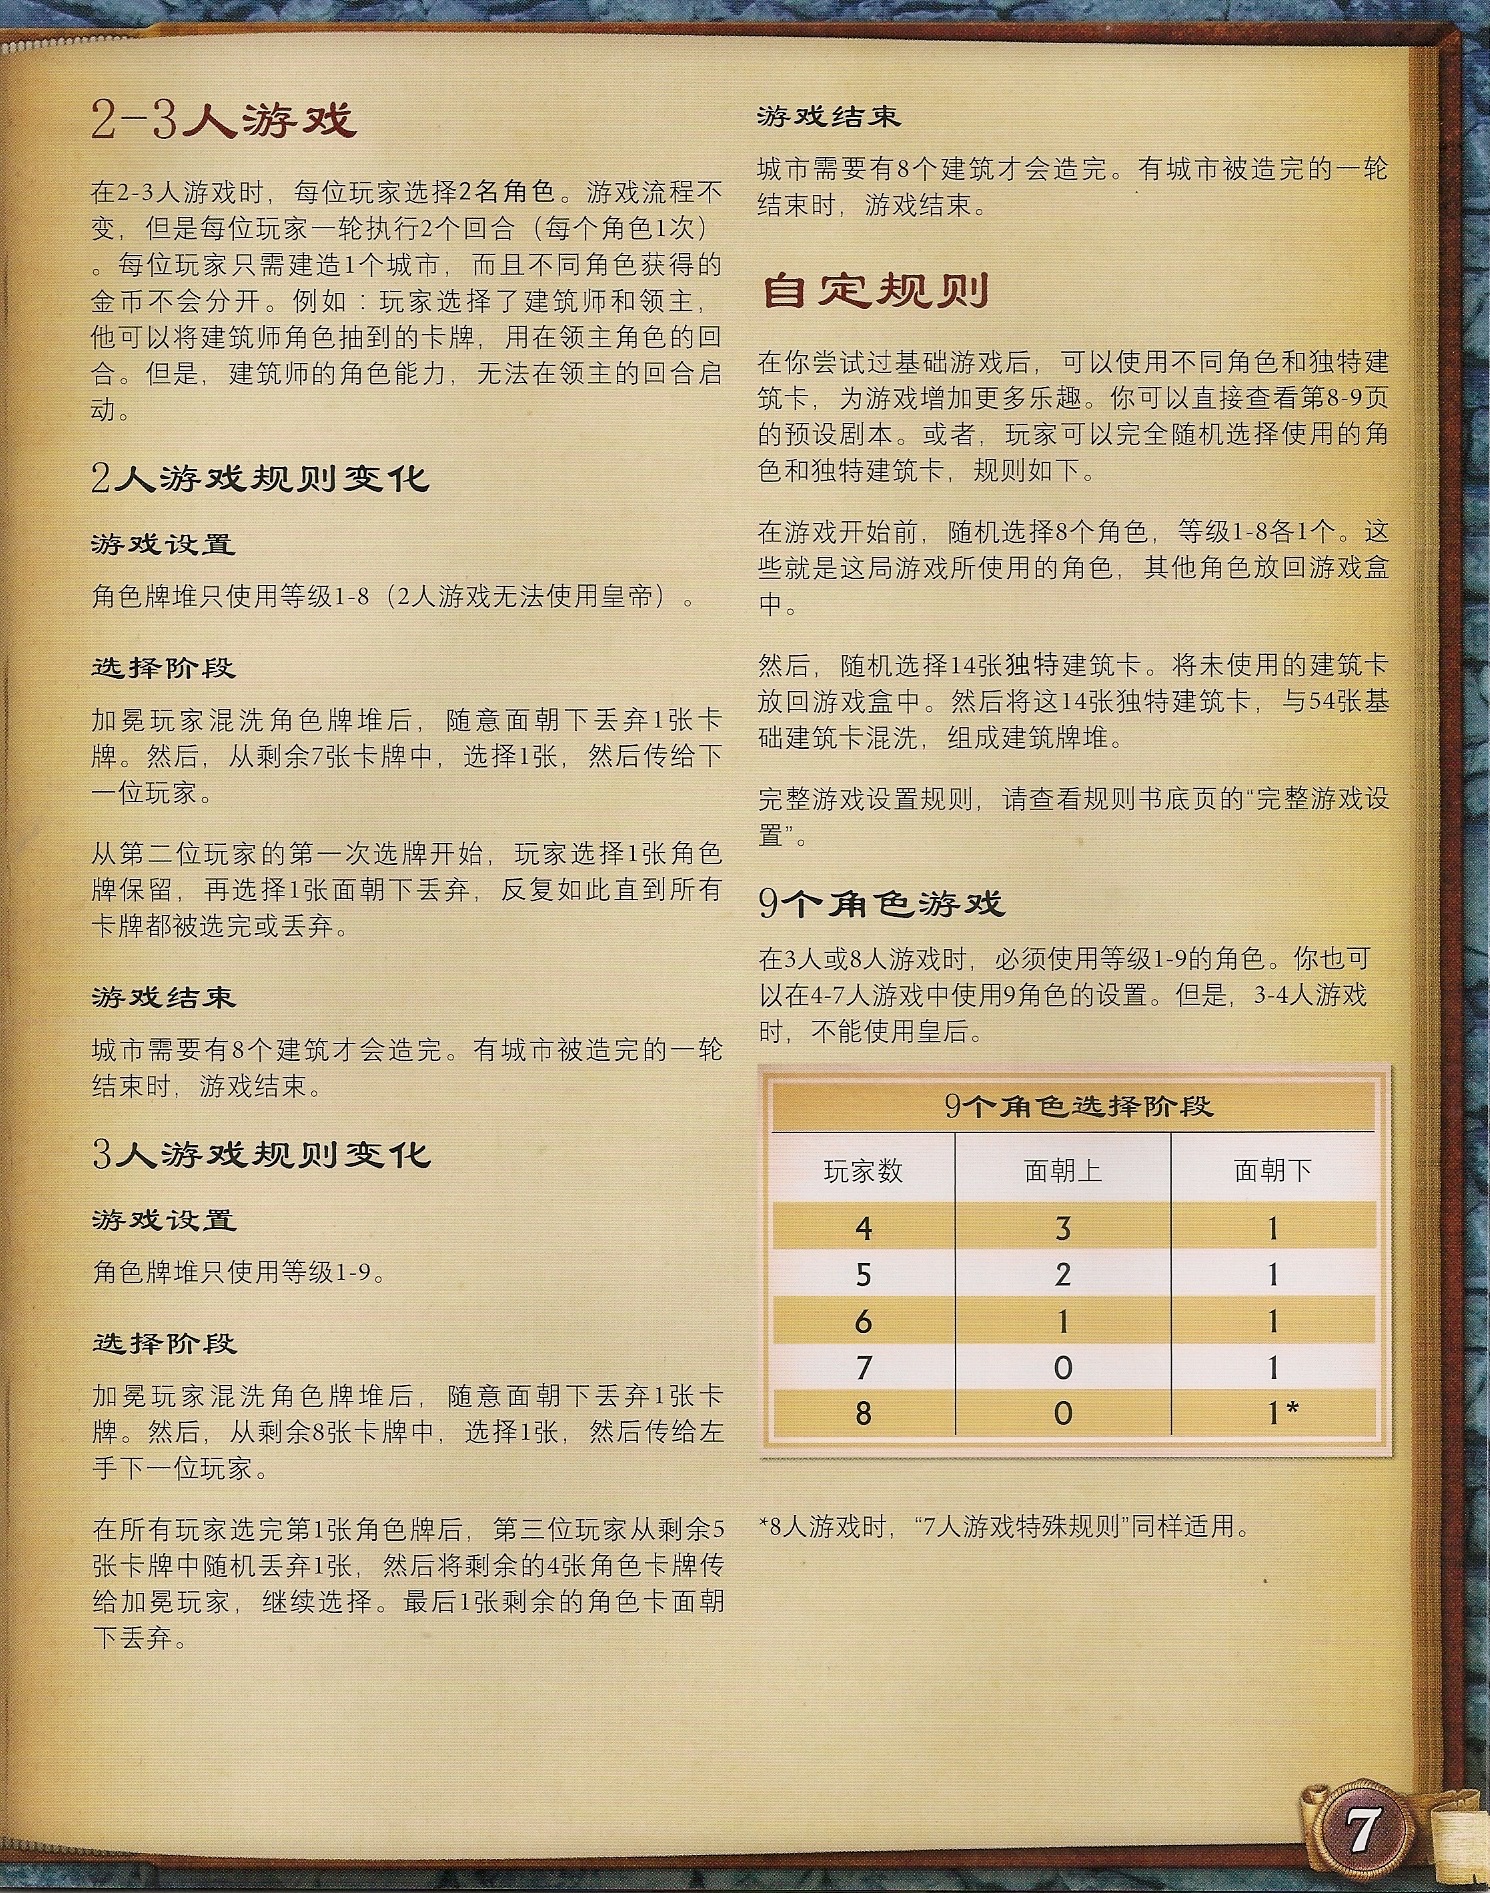 2-3人游戏
在2-3人游戏时，每位玩家选择2名角色。游戏流程不
变，但是每位玩家一轮执行2个回合（每个角色1次）
。每位玩家只需建造1个城市，而且不同角色获得的
金币不会分开。例如：玩家选择了建筑师和领主，
他可以将建筑师角色抽到的卡牌，用在领主角色的回
合。但是，建筑师的角色能力，无法在领主的回合启
动。
2人游戏规则变化
游戏设置
角色牌堆只使用等级1-8（2人游戏无法使用皇帝）。
选择阶段
加冕玩家混洗角色牌堆后，随意面朝下丢弃1张卡
牌。然后，从剩余7张卡牌中，选择1张，然后传给下
一位玩家。
从第二位玩家的第一次选牌开始，玩家选择1张角色
牌保留，再选择1张面朝下丢弃，反复如此直到所有
卡牌都被选完或丢弃。
游戏结束
城市需要有8个建筑才会造完。有城市被造完的一轮
结束时，游戏结束。
3人游戏规则变化
游戏设置
角色牌堆只使用等级1-9。
选择阶段
加冕玩家混洗角色牌堆后，随意面朝下丢弃1张卡
牌。然后，从剩余8张卡牌中，选择1张，然后传给左
手下一位玩家。
在所有玩家选完第1张角色牌后，第三位玩家从剩余5
张卡牌中随机丢弃1张，然后将剩余的4张角色卡牌传
给加冕玩家，继续选择。最后1张剩余的角色卡面朝
下丢弃。
游戏结束
城市需要有8个建筑才会造完。有城市被造完的一轮
结束时，游戏结束。
自定规则
在你尝试过基础游戏后，可以使用不同角色和独特建
筑卡，为游戏增加更多乐趣。你可以直接查看第8-9页
的预设剧本。或者，玩家可以完全随机选择使用的角
色和独特建筑卡，规则如下。
在游戏开始前，随机选择8个角色，等级1-8各1个。这
些就是这局游戏所使用的角色，其他角色放回游戏盒
中。
然后，随机选择14张独特建筑卡。将未使用的建筑卡
放回游戏盒中。然后将这14张独特建筑卡，与54张基
础建筑卡混洗，组成建筑牌堆。
完整游戏设置规则，请查看规则书底页的“完整游戏设
置”。
9个角色游戏
在3人或8人游戏时，必须使用等级1-9的角色。你也可
以在4-7人游戏中使用9角色的设置。但是，3-4人游戏
时，不能使用皇后。
9个角色选择阶段
玩家数 面朝上 面朝下
4 3 1
5 2 1
6 1 1
7 0 1
8 0 1*
*8人游戏时，“7人游戏特殊规则”同样适用。
7